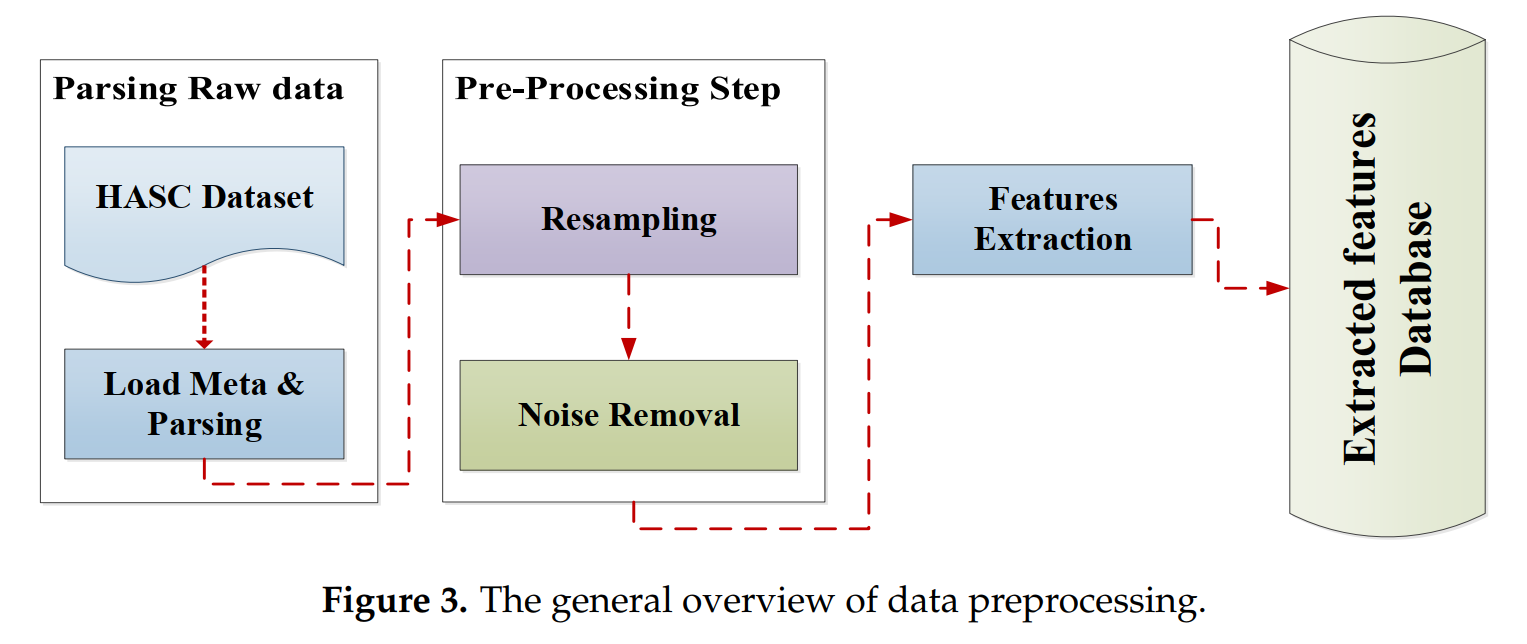 Parsing Raw data
HASC Dataset
Load Meta &
Parsing
Pre-Processing Step
Resampling
Noise Removal
Features
Extraction
Extracted features
Database
Figure 3. The general overview of data preprocessing.